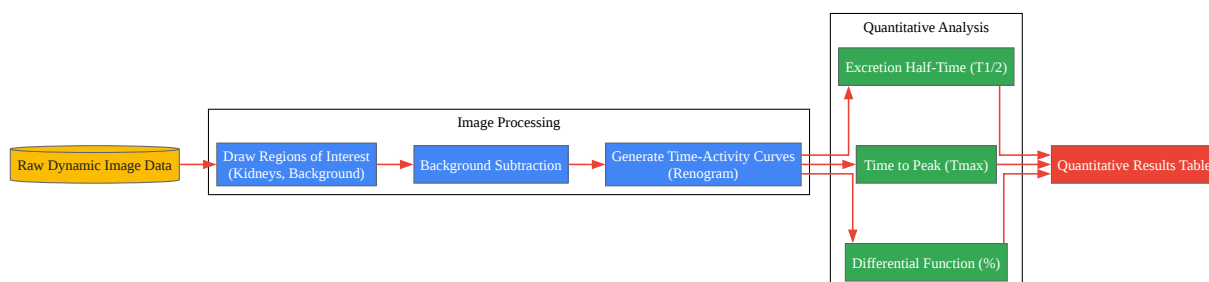 Quantitative Analysis
Excretion Half-Time (T1/2)
Image Processing
Raw Dynamic Image Data
Draw Regions of Interest
(Kidneys, Background)
Background Subtraction
Generate Time-Activity Curves
(Renogram)
Time to Peak (Tmax)
Quantitative Results Table
Differential Function (%)